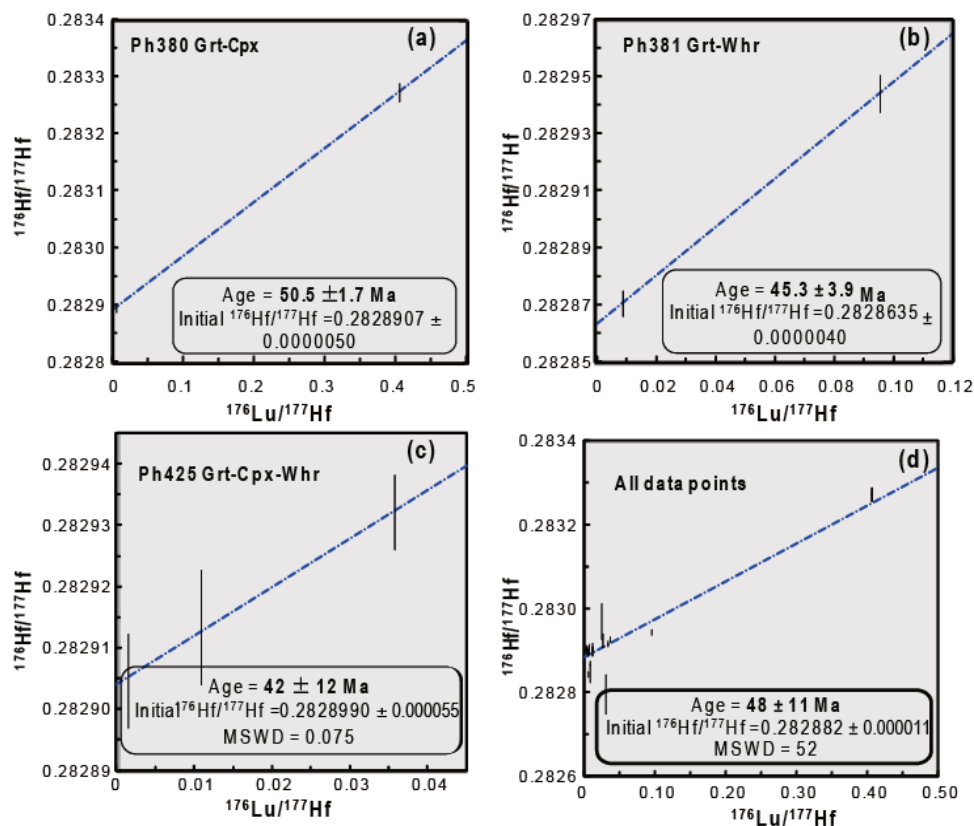 (a)
Ph380 Grt-Cpx
0.2834
0.2833
0.2832
0.2831
0.2830
0.2829
0.2828
176Hf/177Hf
Age = 50.5 ±1.7 Ma
Initial 176Hf/177Hf =0.2828907 ±
0.0000050
0 0.1 0.2 0.3 0.4 0.5
176Lu/177Hf
(b)
Ph381 Grt-Whr
0.28297
0.28295
0.28293
0.28291
0.28289
0.28287
0.28285
176Hf/177Hf
Age = 45.3 ± 3.9 Ma
Initial 176Hf/177Hf =0.2828635 ±
0.0000040
0 0.02 0.04 0.06 0.08 0.10 0.12
176Lu/177Hf
(c)
Ph425 Grt-Cpx-Whr
0.28294
0.28293
0.28292
0.28291
0.28290
0.28289
176Hf/177Hf
Age = 42 ± 12 Ma
Initial176Hf/177Hf =0.2828990 ± 0.000055
MSWD = 0.075
0 0.02 0.04
176Lu/177Hf
(d)
All data points
0.2834
0.2832
0.2830
0.2828
0.2626
176Hf/177Hf
Age = 48 ± 11 Ma
Initial 176Hf/177Hf =0.282882 ± 0.000011
MSWD = 52
0 0.10 0.20 0.30 0.40 0.50
176Lu/177Hf